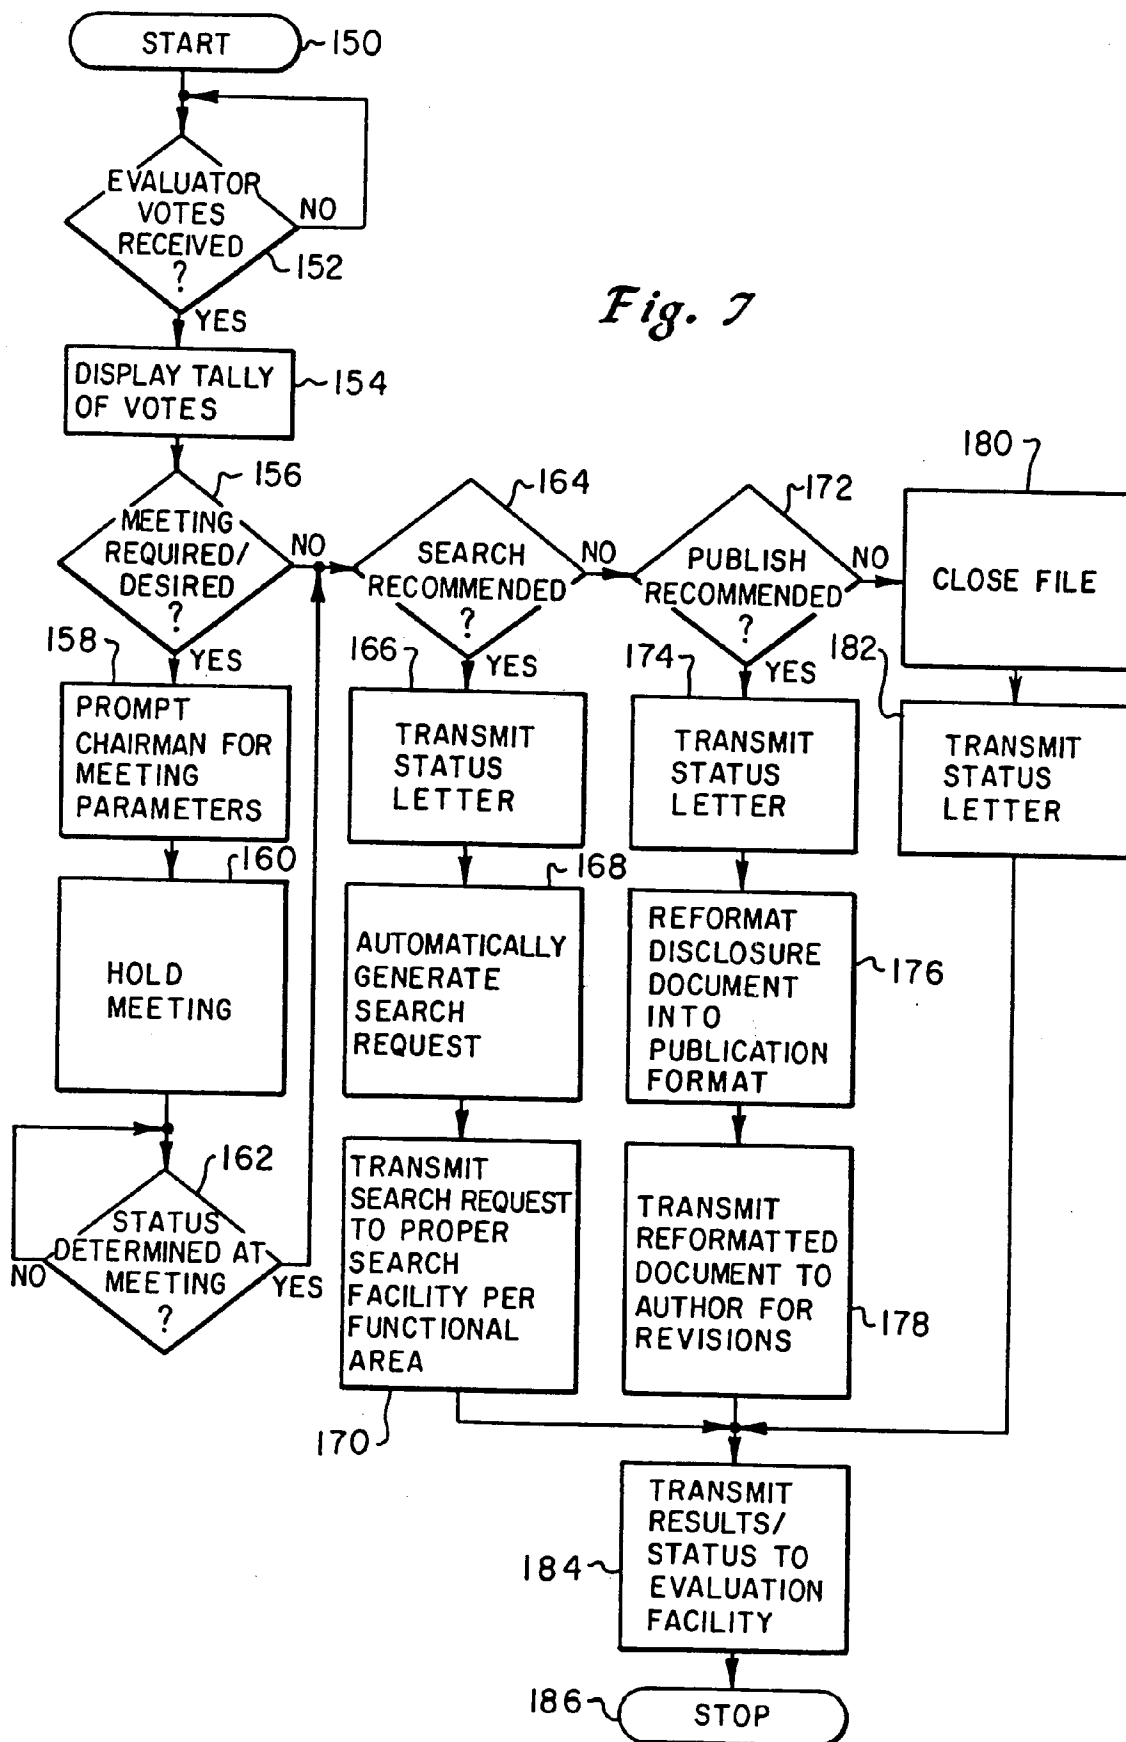 START
150
EVALUATOR
VOTES
RECEIVED
?
NO
152
YES
Fig. 7
DISPLAY TALLY
OF VOTES
154
156
MEETING
REQUIRED/
DESIRED
?
NO
YES
158
PROMPT
CHAIRMAN FOR
MEETING
PARAMETERS
160
HOLD
MEETING
162
STATUS
DETERMINED AT
MEETING
?
NO
YES
164
SEARCH
RECOMMENDED
?
NO
YES
166
TRANSMIT
STATUS
LETTER
168
AUTOMATICALLY
GENERATE
SEARCH
REQUEST
TRANSMIT
SEARCH REQUEST
TO PROPER
SEARCH
FACILITY PER
FUNCTIONAL
AREA
170
172
PUBLISH
RECOMMENDED
?
NO
YES
174
TRANSMIT
STATUS
LETTER
REFORMAT
DISCLOSURE
DOCUMENT
INTO
PUBLICATION
FORMAT
176
TRANSMIT
REFORMATTED
DOCUMENT TO
AUTHOR FOR
REVISIONS
178
180
CLOSE FILE
182
TRANSMIT
STATUS
LETTER
TRANSMIT
RESULTS/
STATUS TO
EVALUATION
FACILITY
184
186
STOP